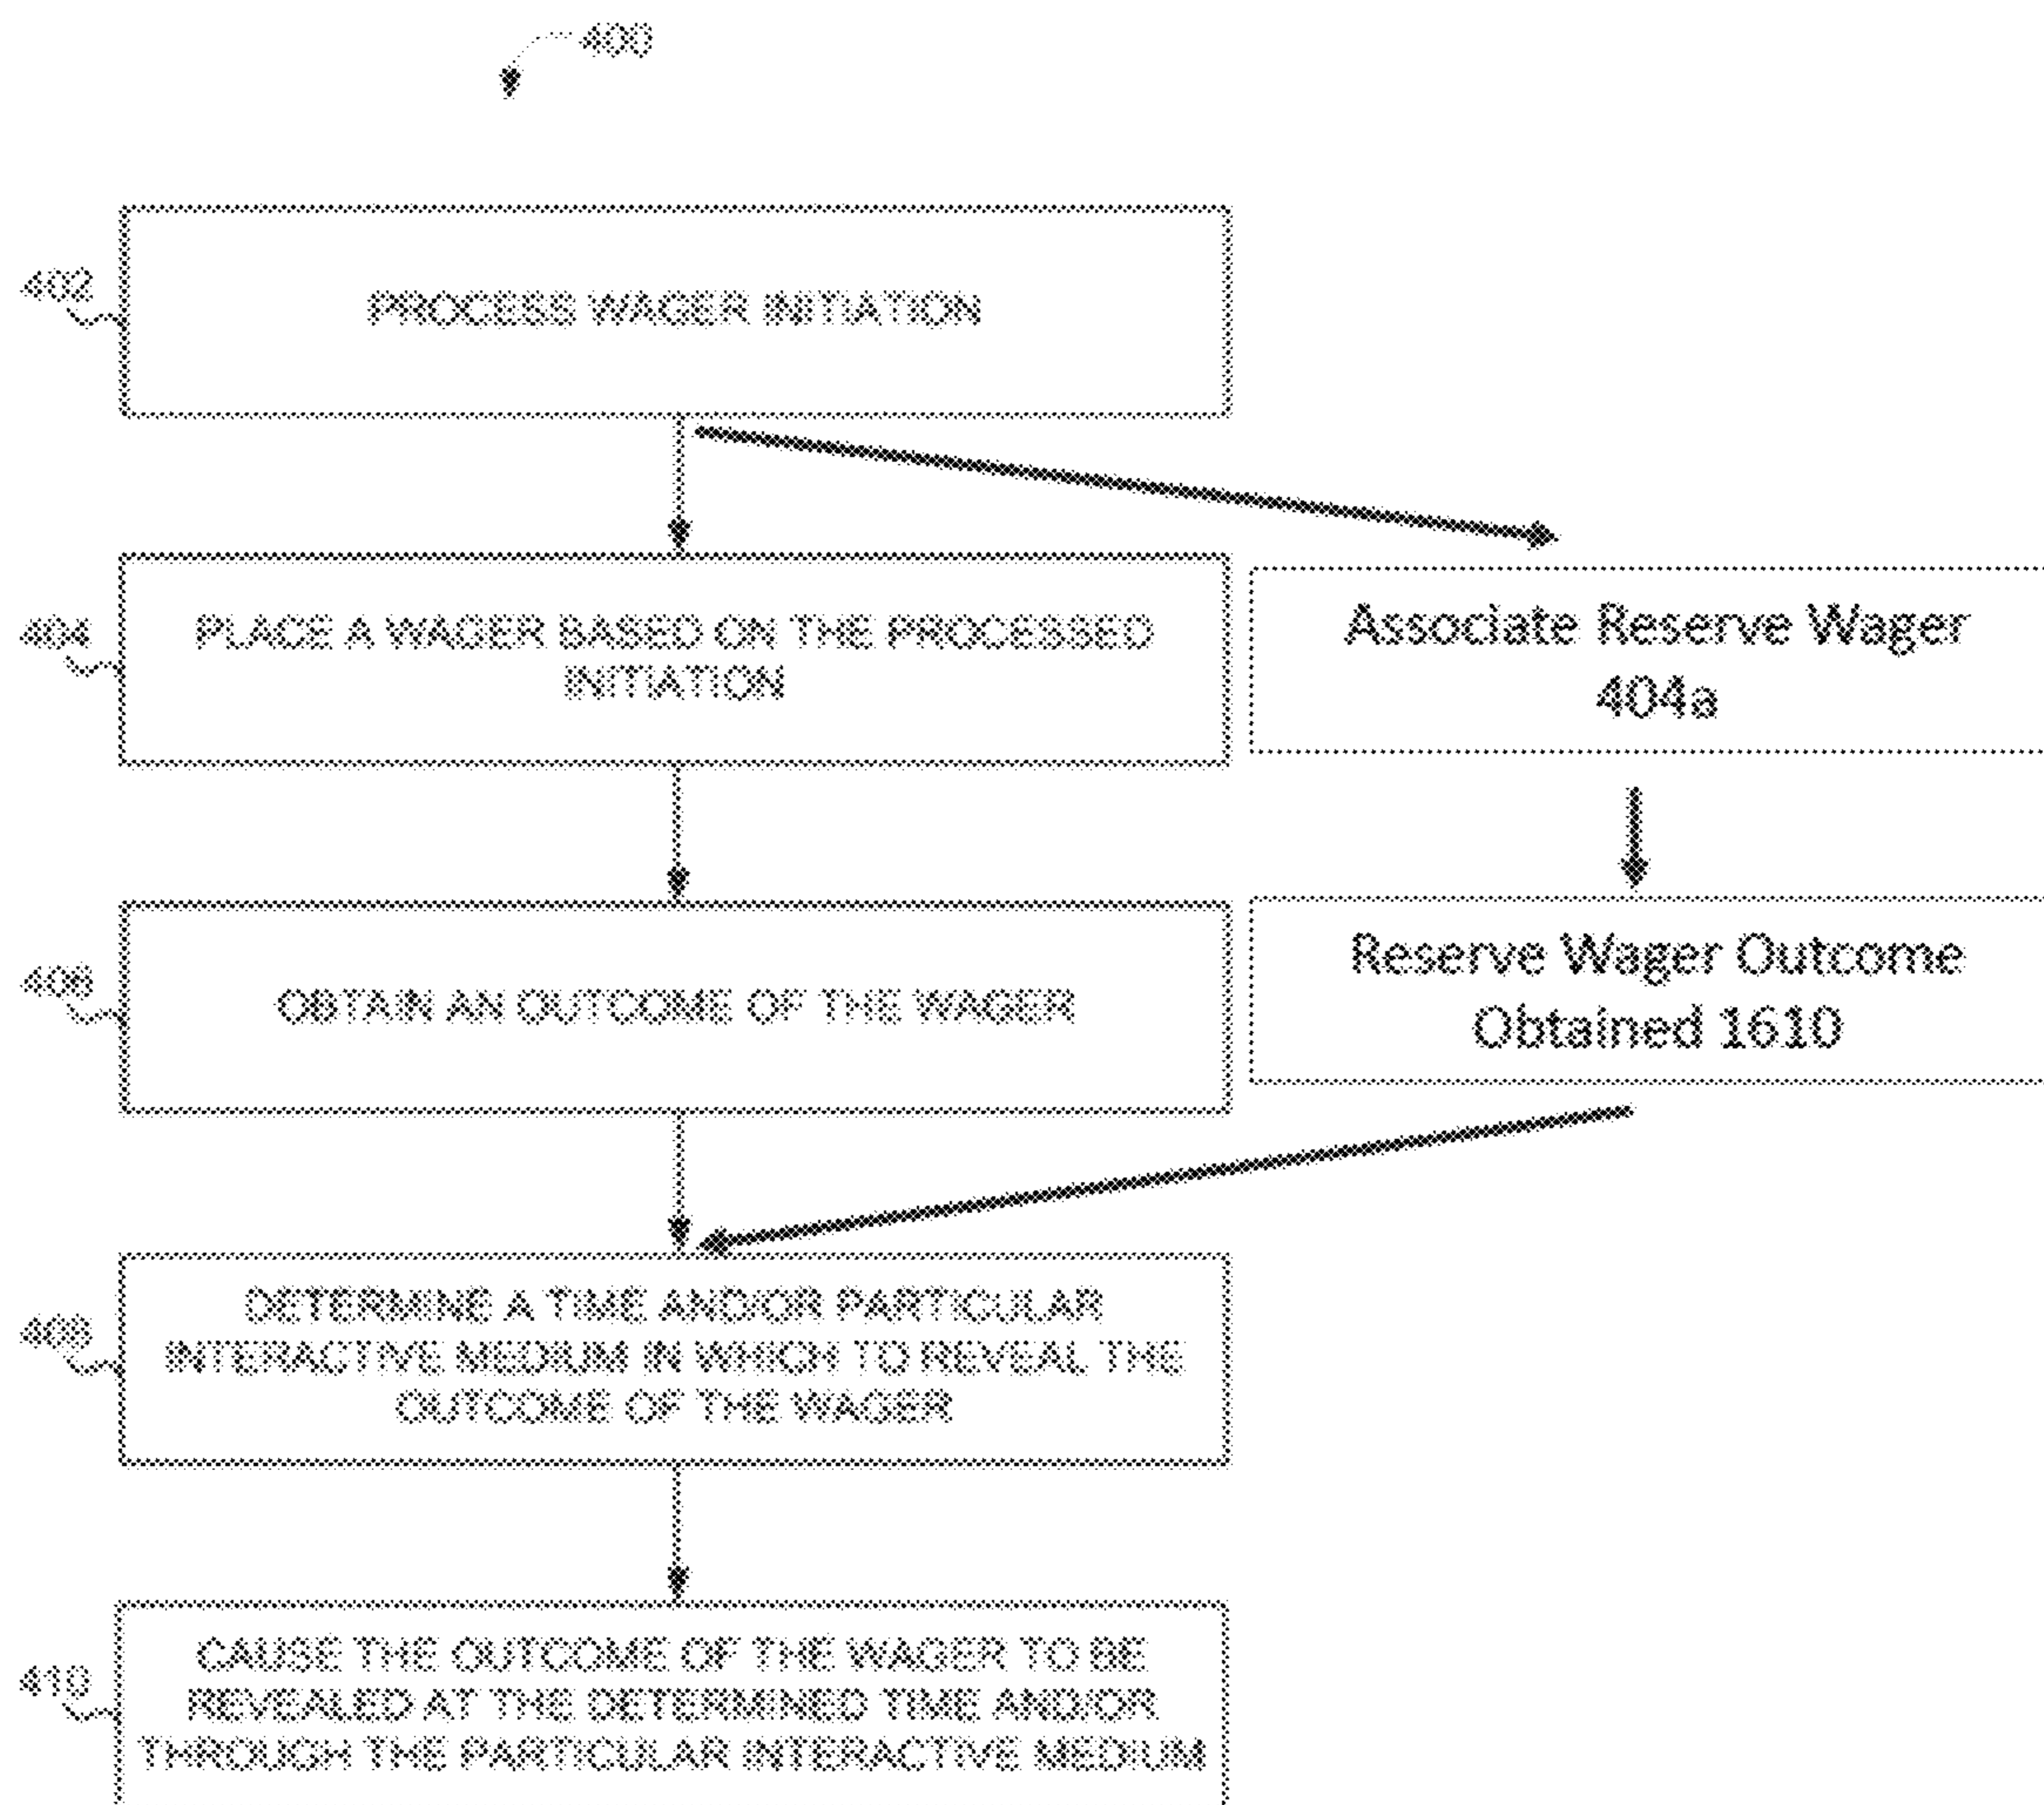 400
402
PROCESS WAGER INITIATION
404
PLACE A WAGER BASED ON THE PROCESSED
INITIATION
Associate Reserve Wager
404a
406
OBTAIN AN OUTCOME OF THE WAGER
Reserve Wager Outcome
Obtained 1610
408
DETERMINE A TIME AND/OR PARTICULAR
INTERACTIVE MEDIUM IN WHICH TO REVEAL THE
OUTCOME OF THE WAGER
410
CAUSE THE OUTCOME OF THE WAGER TO BE
REVEALED AT THE DETERMINED TIME AND/OR
THROUGH THE PARTICULAR INTERACTIVE MEDIUM